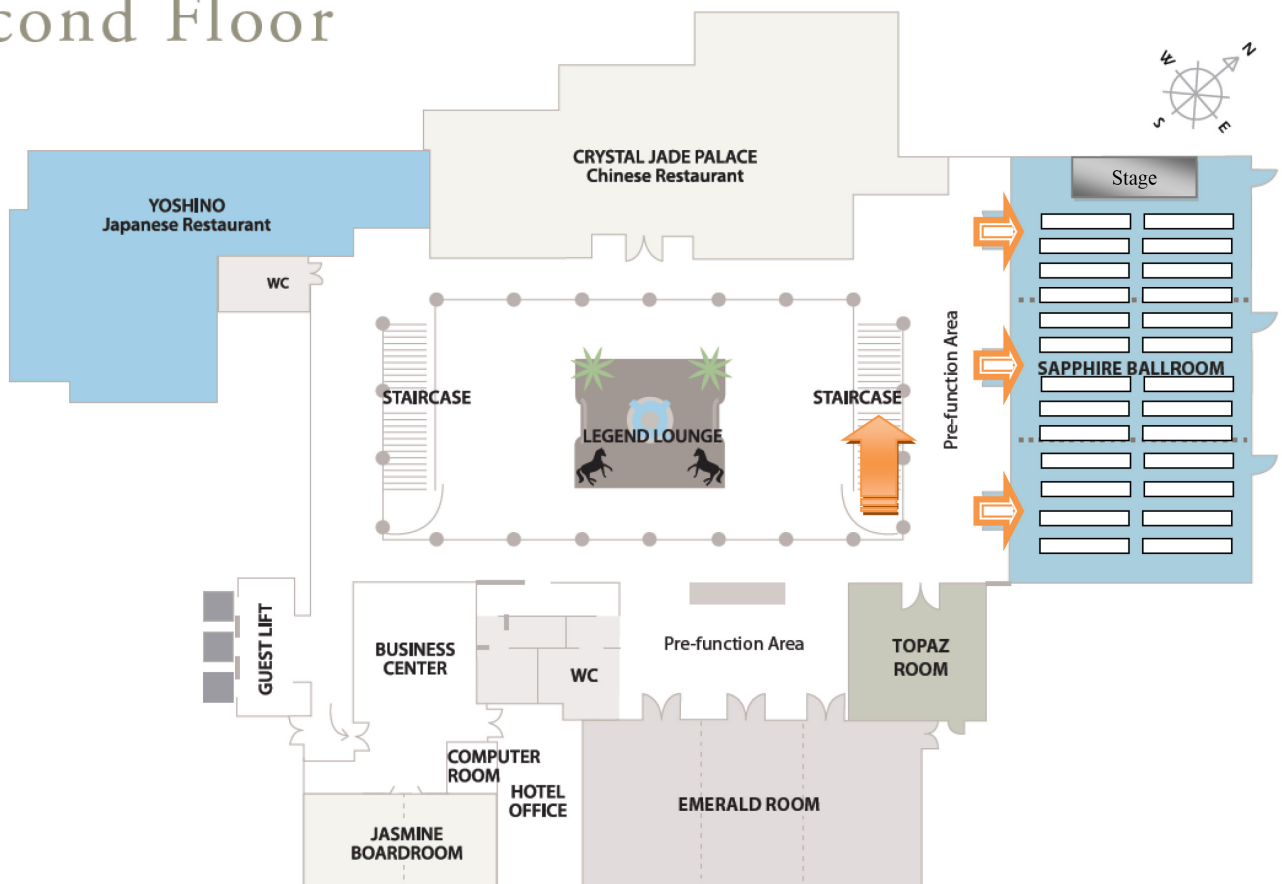 cond Floor
N
W
S
E
CRYSTAL JADE PALACE
Chinese Restaurant
Stage
YOSHINO
Japanese Restaurant
WC
Pre-function Area
SAPPHIRE BALLROOM
STAIRCASE
STAIRCASE
LEGEND LOUNGE
GUEST LIFT
BUSINESS
CENTER
WC
Pre-function Area
TOPAZ
ROOM
COMPUTER
ROOM
HOTEL
OFFICE
EMERALD ROOM
JASMINE
BOARDROOM